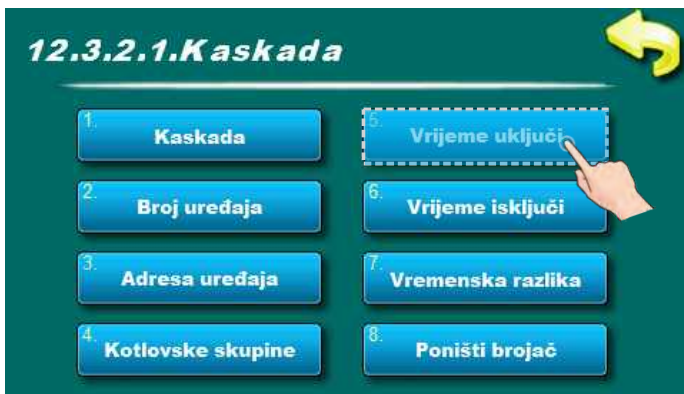 12.3.2.1.Kaskada
1. Kaskada
2. Broj uređaja
3. Adresa uređaja
4. Kotlovske skupine
5. Vrijeme uključi
6. Vrijeme isključi
7. Vremenska razlika
8. Poništi brojač